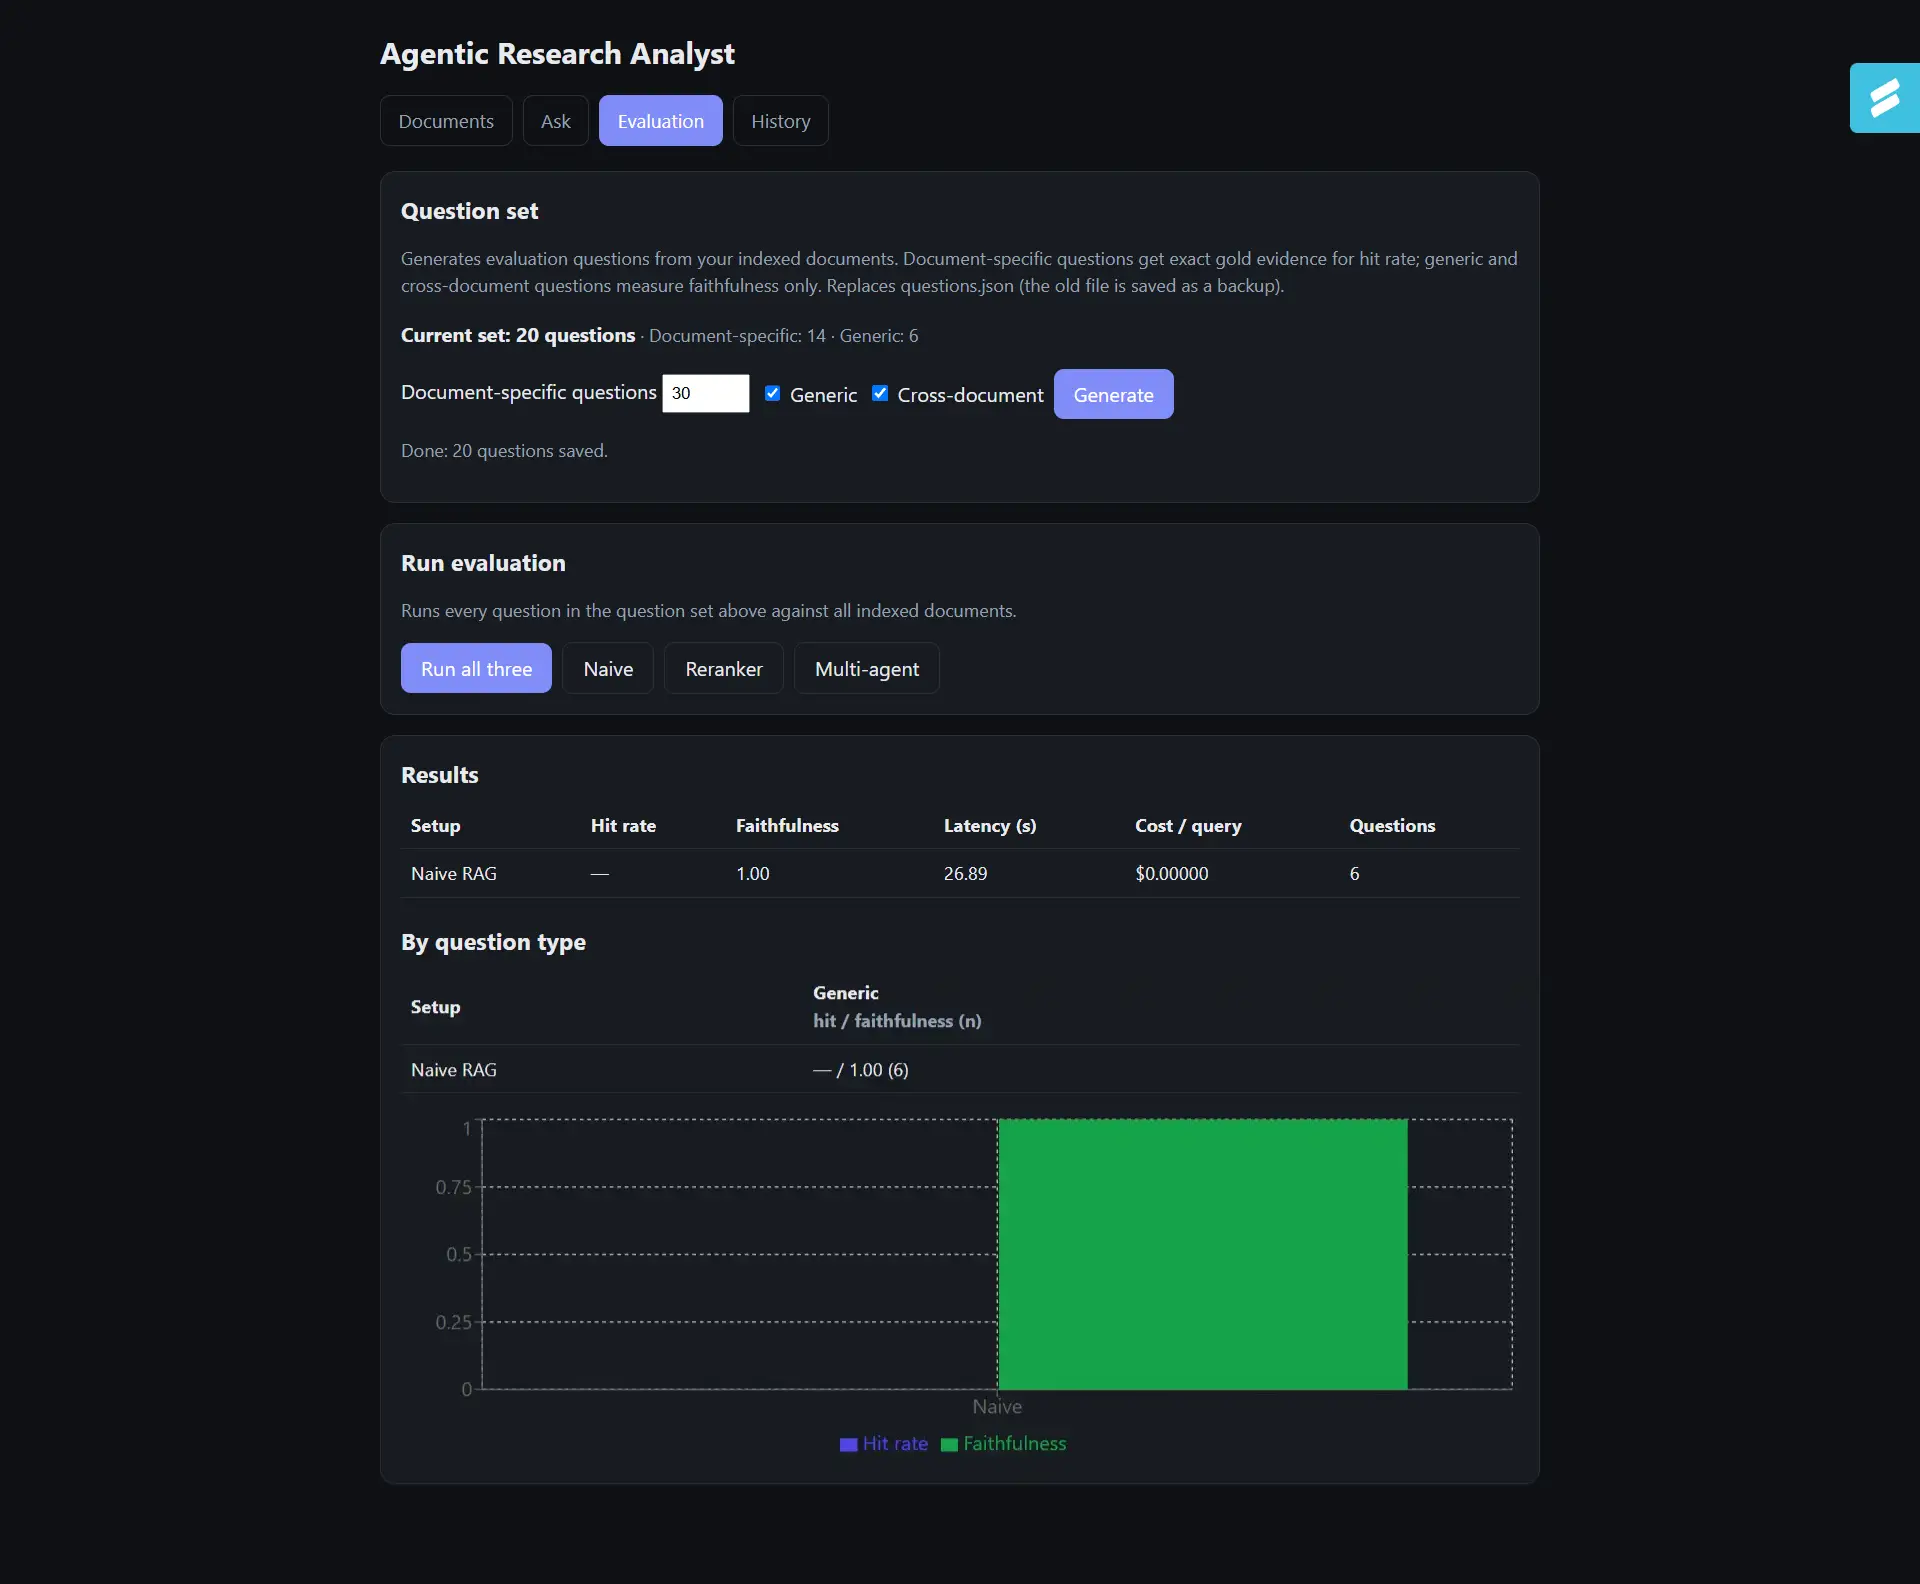 Agentic Research Analyst
Documents
Ask
Evaluation
History
Question set
Generates evaluation questions from your indexed documents. Document-specific questions get exact gold evidence for hit rate; generic and
cross-document questions measure faithfulness only. Replaces questions.json (the old file is saved as a backup).
Current set: 20 questions · Document-specific: 14 · Generic: 6
Document-specific questions 30 Generic Cross-document Generate
Done: 20 questions saved.
Run evaluation
Runs every question in the question set above against all indexed documents.
Run all three Naive Reranker Multi-agent
Results
Setup Hit rate Faithfulness Latency (s) Cost / query Questions
Naive RAG — 1.00 26.89 $0.00000 6
By question type
Setup Generic
hit / faithfulness (n)
Naive RAG — / 1.00 (6)
1
0.75
0.5
0.25
0
Naive
Hit rate Faithfulness